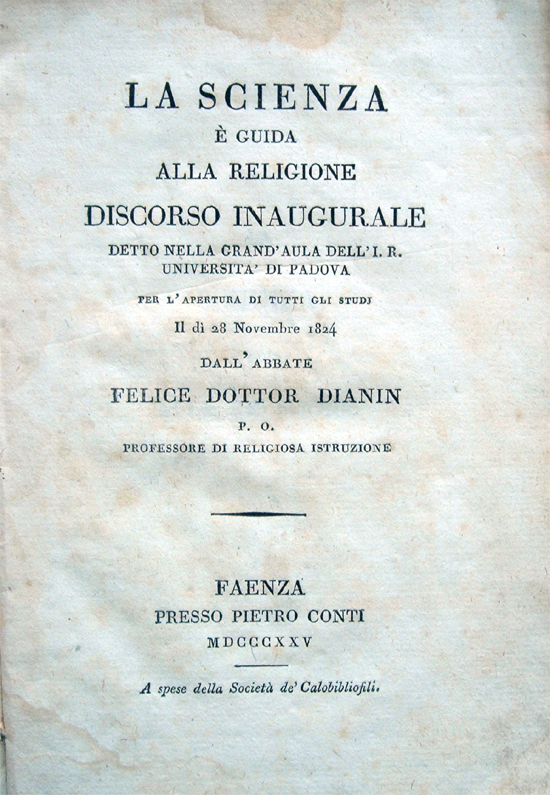 LA SCIENZA
È GUIDA
ALLA RELIGIONE
DISCORSO INAUGURALE
DETTO NELLA GRAND' AULA DELL' I. R.
UNIVERSITA' DI PADOVA
PER L'APERTURA DI TUTTI GLI STUDJ
Il dì 28 Novembre 1824
DALL' ABBATE
FELICE DOTTOR DIANIN
P. O.
PROFESSORE DI RELIGIOSA ISTRUZIONE
FAENZA
PRESSO PIETRO CONTI
MDCCCXXV
A spese della Società de' Calobibliofili.